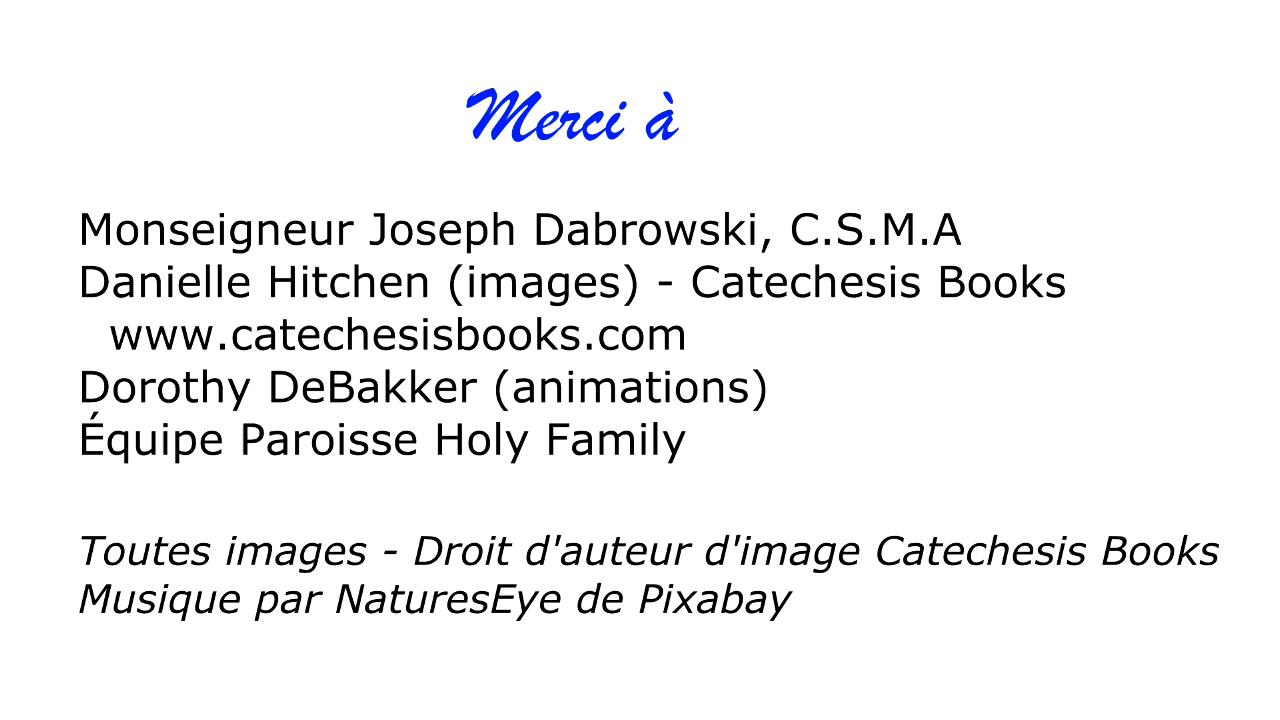 Merci à
Monseigneur Joseph Dabrowski, C.S.M.A
Danielle Hitchen (images) - Catechesis Books
www.catechesisbooks.com
Dorothy DeBakker (animations)
Équipe Paroisse Holy Family
Toutes images - Droit d'auteur d'image Catechesis Books
Musique par NaturesEye de Pixabay